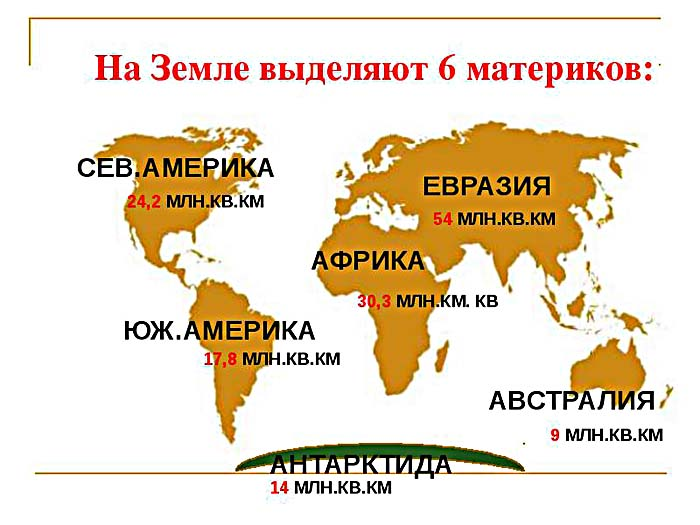 На Земле выделяют 6 материков:
СЕВ.АМЕРИКА
24,2 МЛН.КВ.КМ
ЕВРАЗИЯ
54 МЛН.КВ.КМ
АФРИКА
30,3 МЛН.КМ. КВ
ЮЖ.АМЕРИКА
17,8 МЛН.КВ.КМ
АВСТРАЛИЯ
9 МЛН.КВ.КМ
АНТАРКТИДА
14 МЛН.КВ.КМ